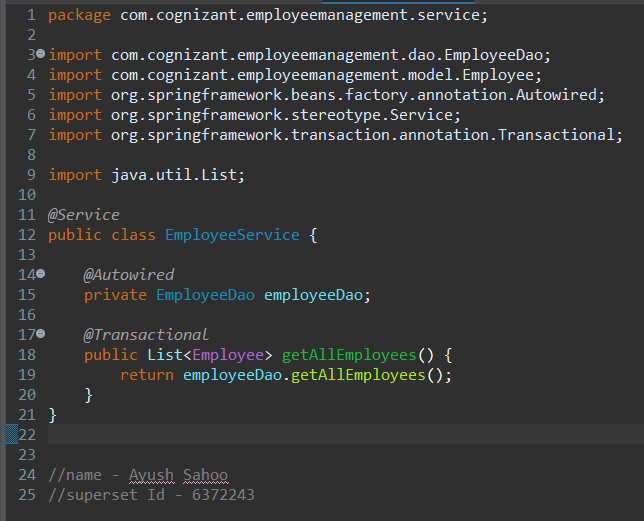 1 package com.cognizant.employeemanagement.service;
2
3 import com.cognizant.employeemanagement.dao.EmployeeDao;
4 import com.cognizant.employeemanagement.model.Employee;
5 import org.springframework.beans.factory.annotation.Autowired;
6 import org.springframework.stereotype.Service;
7 import org.springframework.transaction.annotation.Transactional;
8
9 import java.util.List;
10
11 @Service
12 public class EmployeeService {
13
14     @Autowired
15     private EmployeeDao employeeDao;
16
17     @Transactional
18     public List<Employee> getAllEmployees() {
19         return employeeDao.getAllEmployees();
20     }
21 }
22
23
24 //name - Ayush Sahoo
25 //superset Id - 6372243